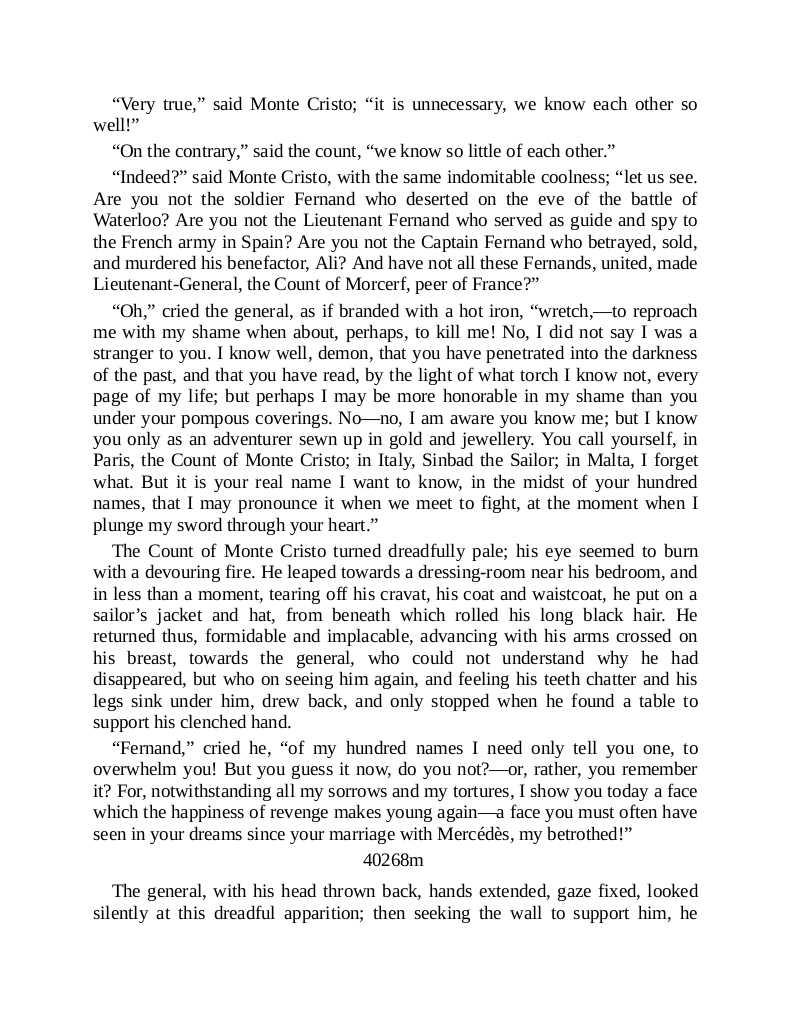 “Very true,” said Monte Cristo; “it is unnecessary, we know each other so
well!”
“On the contrary,” said the count, “we know so little of each other.”
“Indeed?” said Monte Cristo, with the same indomitable coolness; “let us see.
Are you not the soldier Fernand who deserted on the eve of the battle of
Waterloo? Are you not the Lieutenant Fernand who served as guide and spy to
the French army in Spain? Are you not the Captain Fernand who betrayed, sold,
and murdered his benefactor, Ali? And have not all these Fernands, united, made
Lieutenant-General, the Count of Morcerf, peer of France?”
“Oh,” cried the general, as if branded with a hot iron, “wretch,—to reproach
me with my shame when about, perhaps, to kill me! No, I did not say I was a
stranger to you. I know well, demon, that you have penetrated into the darkness
of the past, and that you have read, by the light of what torch I know not, every
page of my life; but perhaps I may be more honorable in my shame than you
under your pompous coverings. No—no, I am aware you know me; but I know
you only as an adventurer sewn up in gold and jewellery. You call yourself, in
Paris, the Count of Monte Cristo; in Italy, Sinbad the Sailor; in Malta, I forget
what. But it is your real name I want to know, in the midst of your hundred
names, that I may pronounce it when we meet to fight, at the moment when I
plunge my sword through your heart.”
The Count of Monte Cristo turned dreadfully pale; his eye seemed to burn
with a devouring fire. He leaped towards a dressing-room near his bedroom, and
in less than a moment, tearing off his cravat, his coat and waistcoat, he put on a
sailor’s jacket and hat, from beneath which rolled his long black hair. He
returned thus, formidable and implacable, advancing with his arms crossed on
his breast, towards the general, who could not understand why he had
disappeared, but who on seeing him again, and feeling his teeth chatter and his
legs sink under him, drew back, and only stopped when he found a table to
support his clenched hand.
“Fernand,” cried he, “of my hundred names I need only tell you one, to
overwhelm you! But you guess it now, do you not?—or, rather, you remember
it? For, notwithstanding all my sorrows and my tortures, I show you today a face
which the happiness of revenge makes young again—a face you must often have
seen in your dreams since your marriage with Mercédès, my betrothed!”
40268m
The general, with his head thrown back, hands extended, gaze fixed, looked
silently at this dreadful apparition; then seeking the wall to support him, he